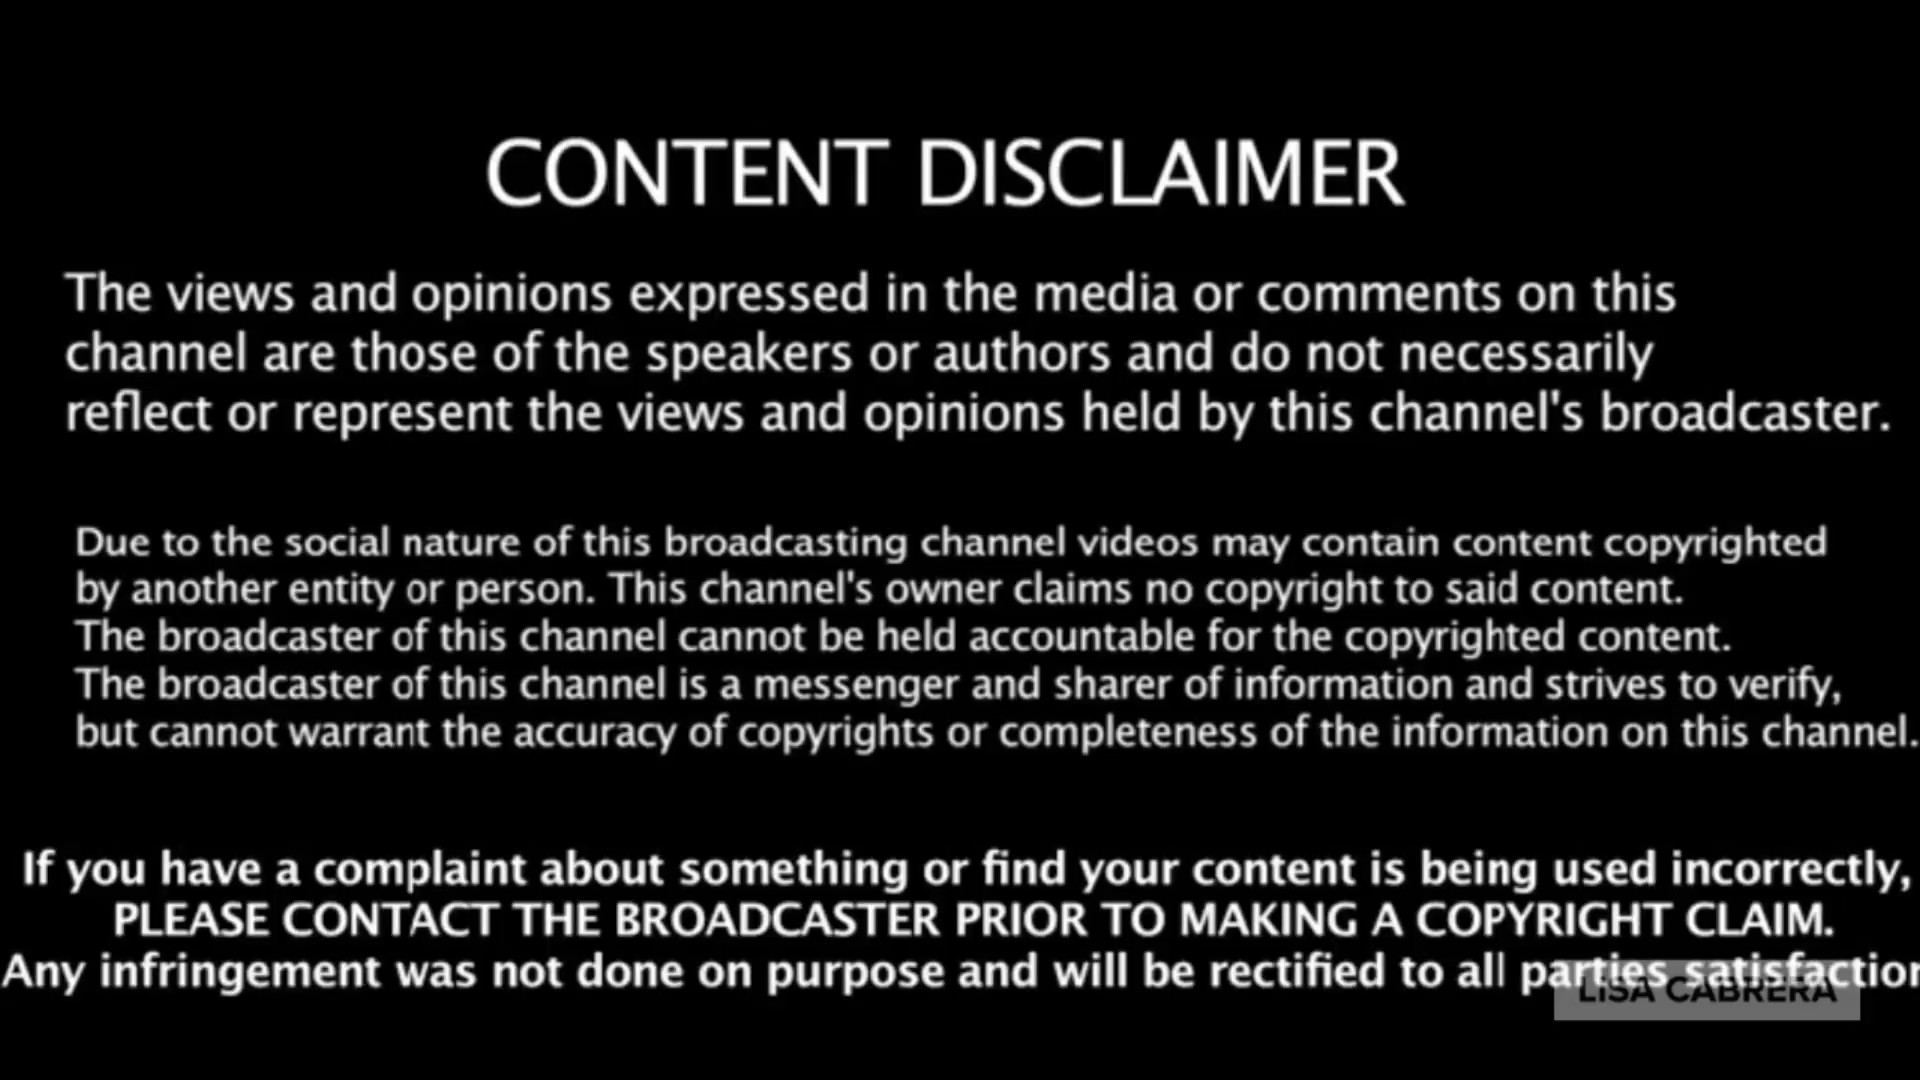 CONTENT DISCLAIMER
The views and opinions expressed in the media or comments on this
channel are those of the speakers or authors and do not necessarily
reflect or represent the views and opinions held by this channel's broadcaster.
Due to the social nature of this broadcasting channel videos may contain content copyrighted
by another entity or person. This channel's owner claims no copyright to said content.
The broadcaster of this channel cannot be held accountable for the copyrighted content.
The broadcaster of this channel is a messenger and sharer of information and strives to verify,
but cannot warrant the accuracy of copyrights or completeness of the information on this channel.
If you have a complaint about something or find your content is being used incorrectly,
PLEASE CONTACT THE BROADCASTER PRIOR TO MAKING A COPYRIGHT CLAIM.
Any infringement was not done on purpose and will be rectified to all parties satisfaction
LISA CABRERA